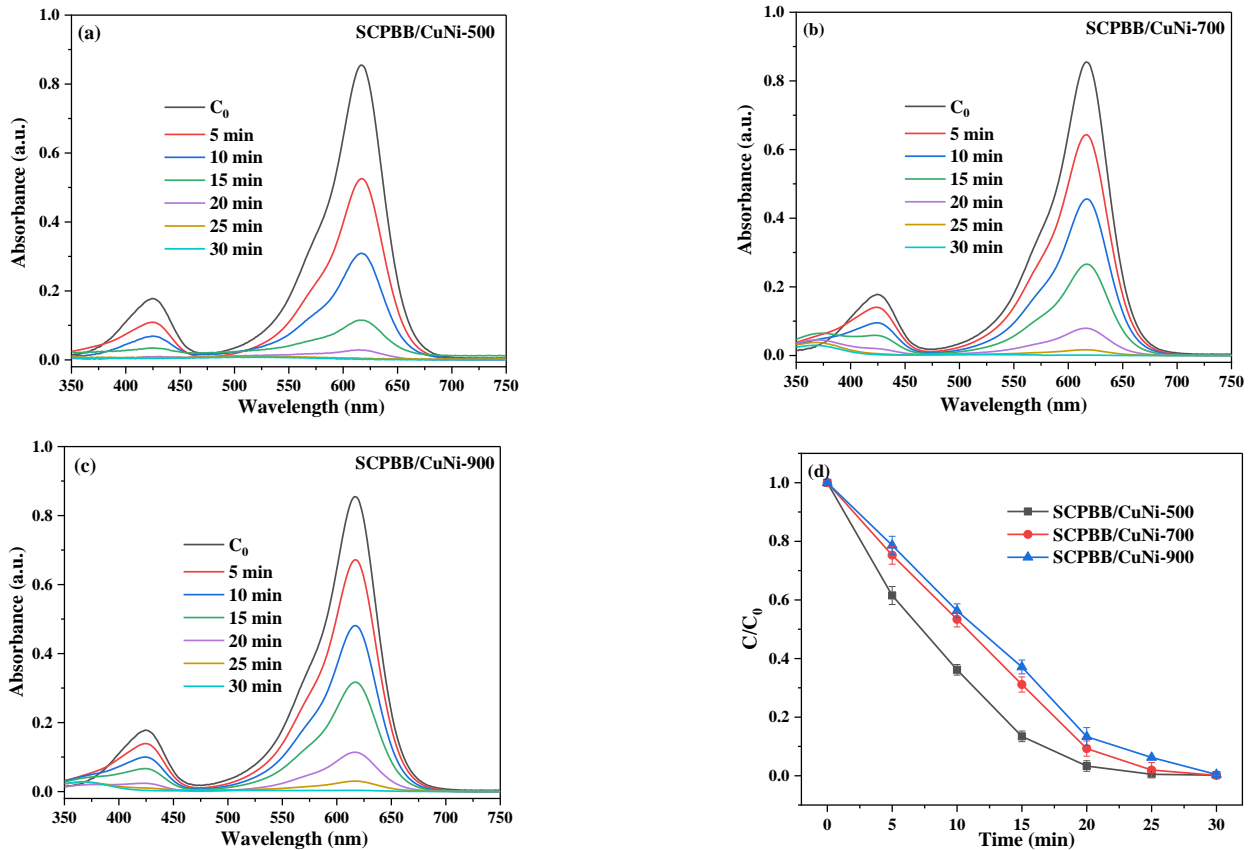 (a)
SCPBB/CuNi-500
C₀
5 min
10 min
15 min
20 min
25 min
30 min
Absorbance (a.u.)
1.0
0.8
0.6
0.4
0.2
0.0
350 400 450 500 550 600 650 700 750
Wavelength (nm)
(b)
SCPBB/CuNi-700
C₀
5 min
10 min
15 min
20 min
25 min
30 min
Absorbance (a.u.)
1.0
0.8
0.6
0.4
0.2
0.0
350 400 450 500 550 600 650 700 750
Wavelength (nm)
(c)
SCPBB/CuNi-900
C₀
5 min
10 min
15 min
20 min
25 min
30 min
Absorbance (a.u.)
1.0
0.8
0.6
0.4
0.2
0.0
350 400 450 500 550 600 650 700 750
Wavelength (nm)
(d)
SCPBB/CuNi-500
SCPBB/CuNi-700
SCPBB/CuNi-900
C/C₀
1.0
0.8
0.6
0.4
0.2
0.0
0 5 10 15 20 25 30
Time (min)